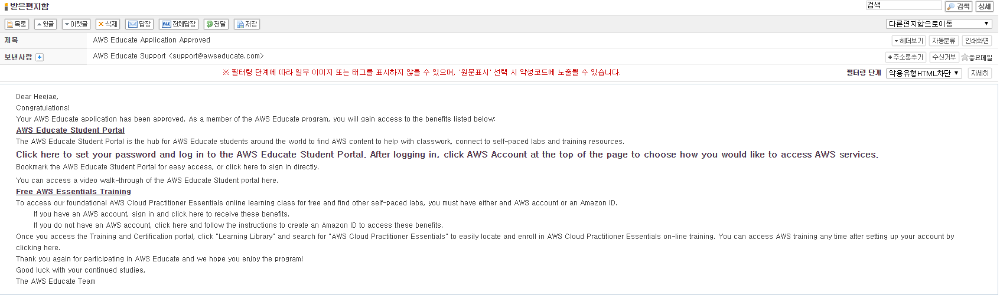 받은편지함
검색 검색 상세
목록 윗글 아랫글 삭제 답장 ALL 전체답장 전달 저장 다른편지함으로이동
제목 AWS Educate Application Approved 헤더보기 자동분류 인쇄화면
보낸사람 AWS Educate Support <support@awseducate.com> 주소록추가 수신거부 중요메일
※ 필터링 단계에 따라 일부 이미지 또는 태그를 표시하지 않을 수 있으며, '원문표시' 선택 시 악성코드에 노출될 수 있습니다. 필터링 단계 악용유형HTML차단 자세히
Dear Heejae,
Congratulations!
Your AWS Educate application has been approved. As a member of the AWS Educate program, you will gain access to the benefits listed below:
AWS Educate Student Portal
The AWS Educate Student Portal is the hub for AWS Educate students around the world to find AWS content to help with classwork, connect to self-paced labs and training resources.
Click here to set your password and log in to the AWS Educate Student Portal. After logging in, click AWS Account at the top of the page to choose how you would like to access AWS services.
Bookmark the AWS Educate Student Portal for easy access, or click here to sign in directly.
You can access a video walk-through of the AWS Educate Student portal here.
Free AWS Essentials Training
To access our foundational AWS Cloud Practitioner Essentials online learning class for free and find other self-paced labs, you must have either and AWS account or an Amazon ID.
If you have an AWS account, sign in and click here to receive these benefits.
If you do not have an AWS account, click here and follow the instructions to create an Amazon ID to access these benefits.
Once you access the Training and Certification portal, click "Learning Library" and search for "AWS Cloud Practitioner Essentials" to easily locate and enroll in AWS Cloud Practitioner Essentials on-line training. You can access AWS training any time after setting up your account by
clicking here.
Thank you again for participating in AWS Educate and we hope you enjoy the program!
Good luck with your continued studies,
The AWS Educate Team